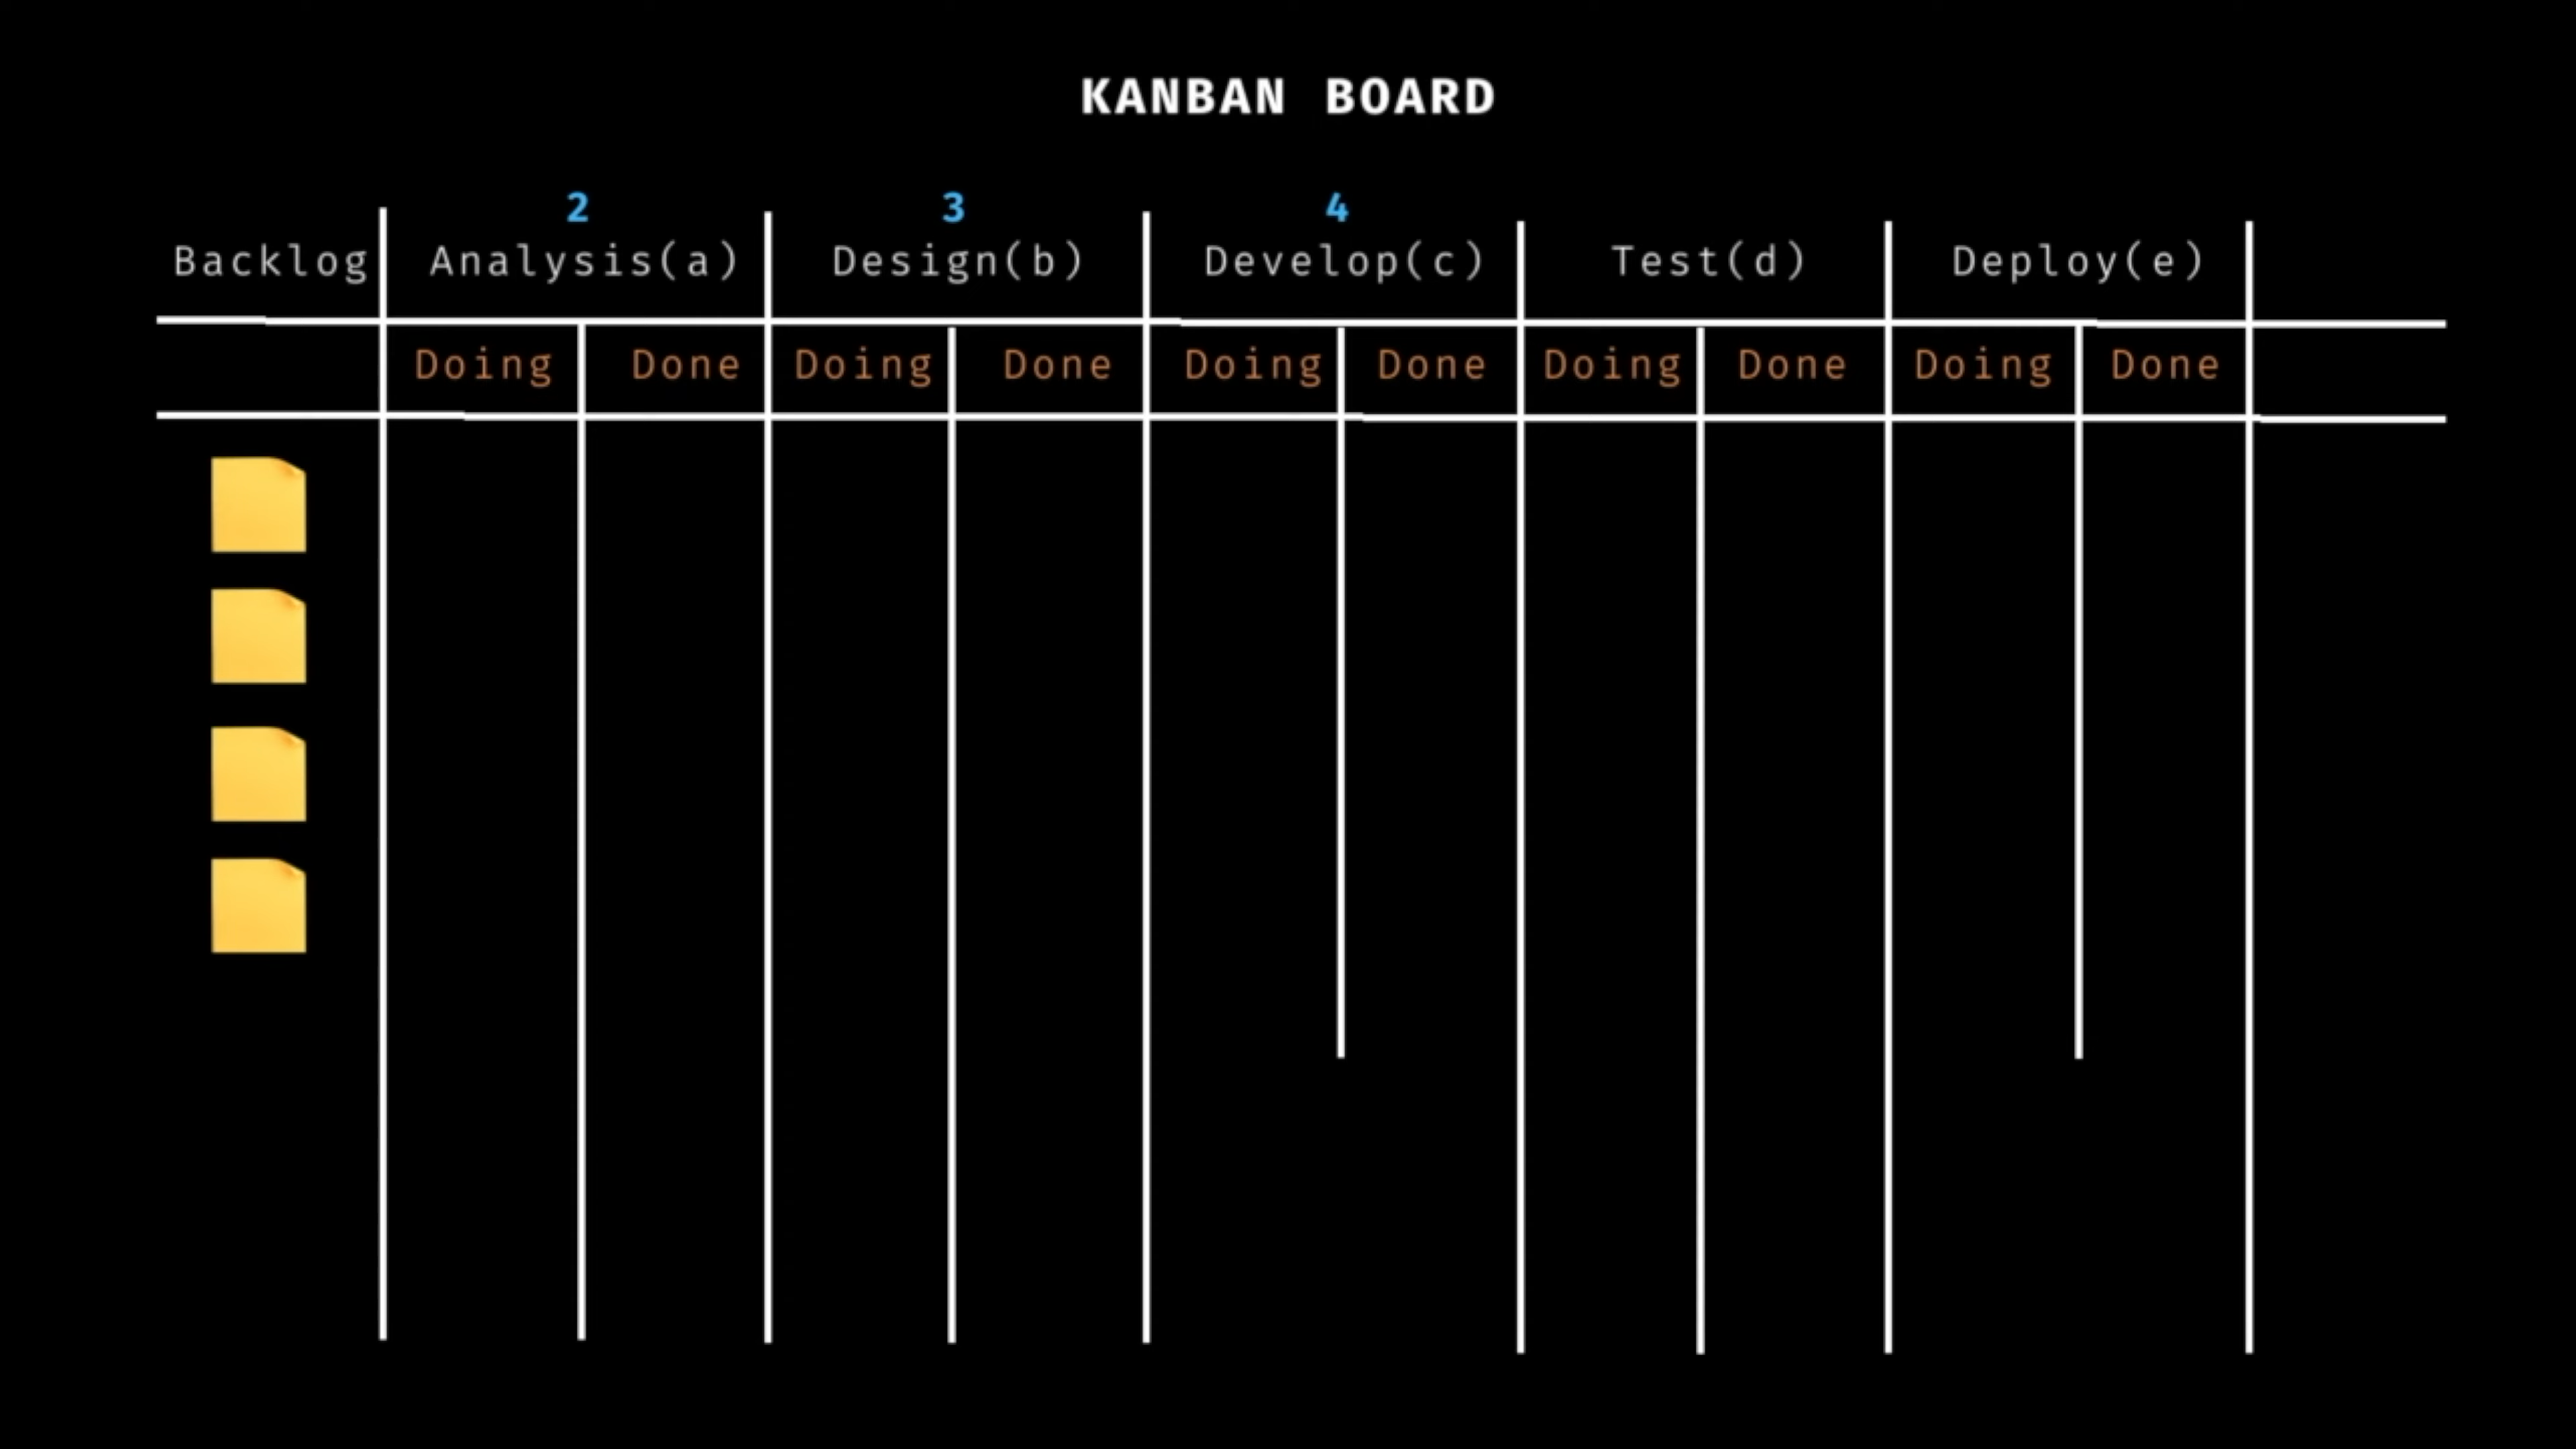 KANBAN BOARD
2 3 4
Backlog Analysis(a) Design(b) Develop(c) Test(d) Deploy(e)
Doing Done Doing Done Doing Done Doing Done Doing Done